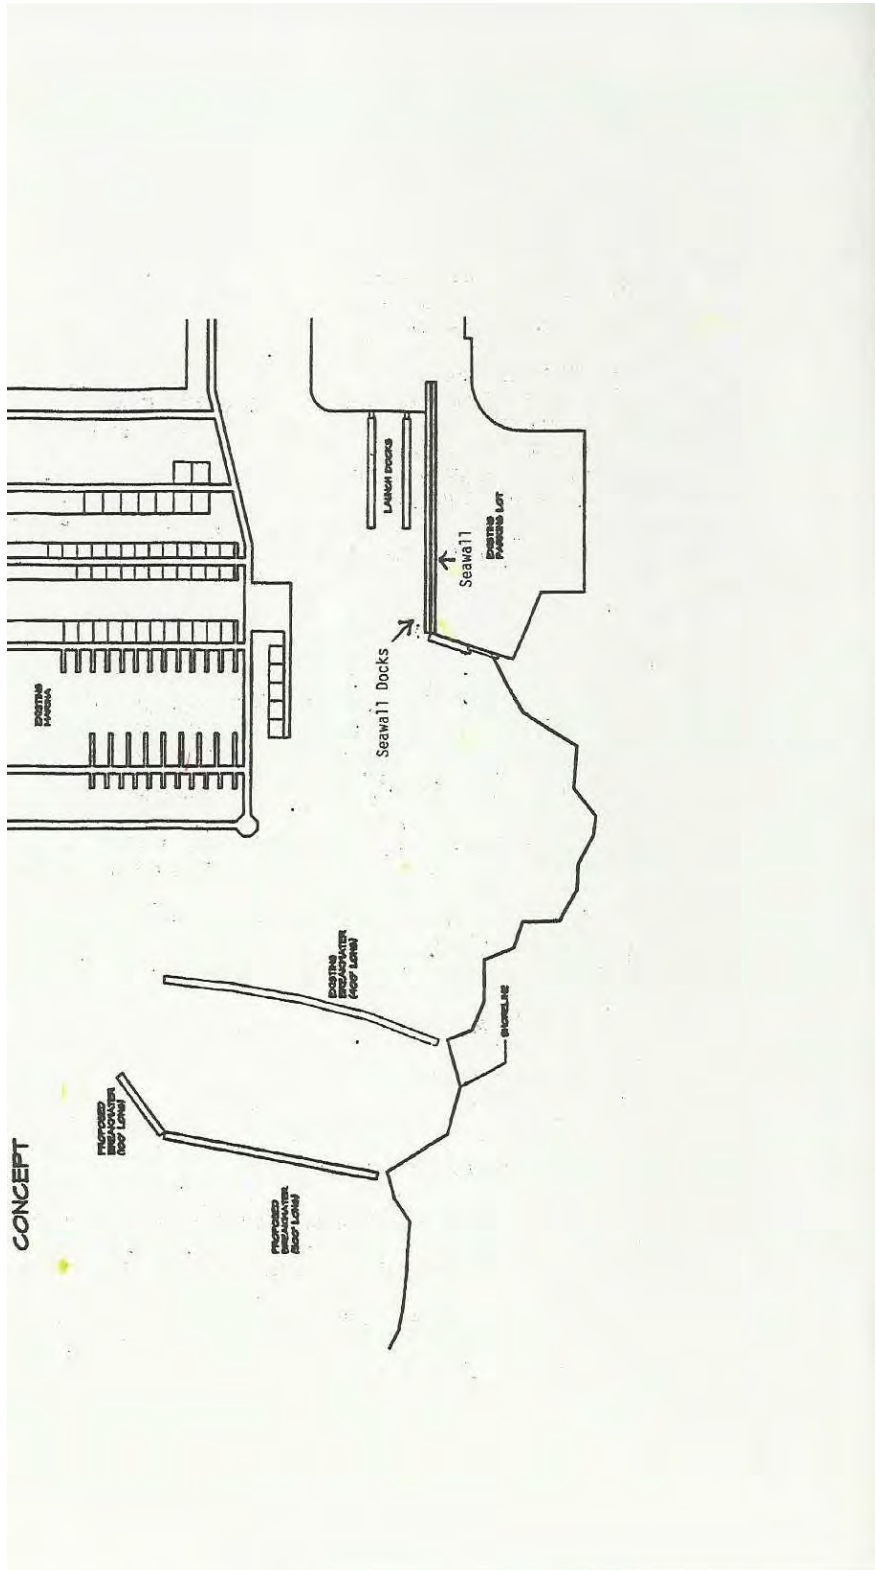 CONCEPT
EXISTING
MARINA
LAUNCH DOCKS
Seawall
EXISTING
PARKING LOT
Seawall Docks
EXISTING
BREAKWATER
(400' LONG)
SHORELINE
PROPOSED
BREAKWATER
(100' LONG)
PROPOSED
BREAKWATER
(300' LONG)